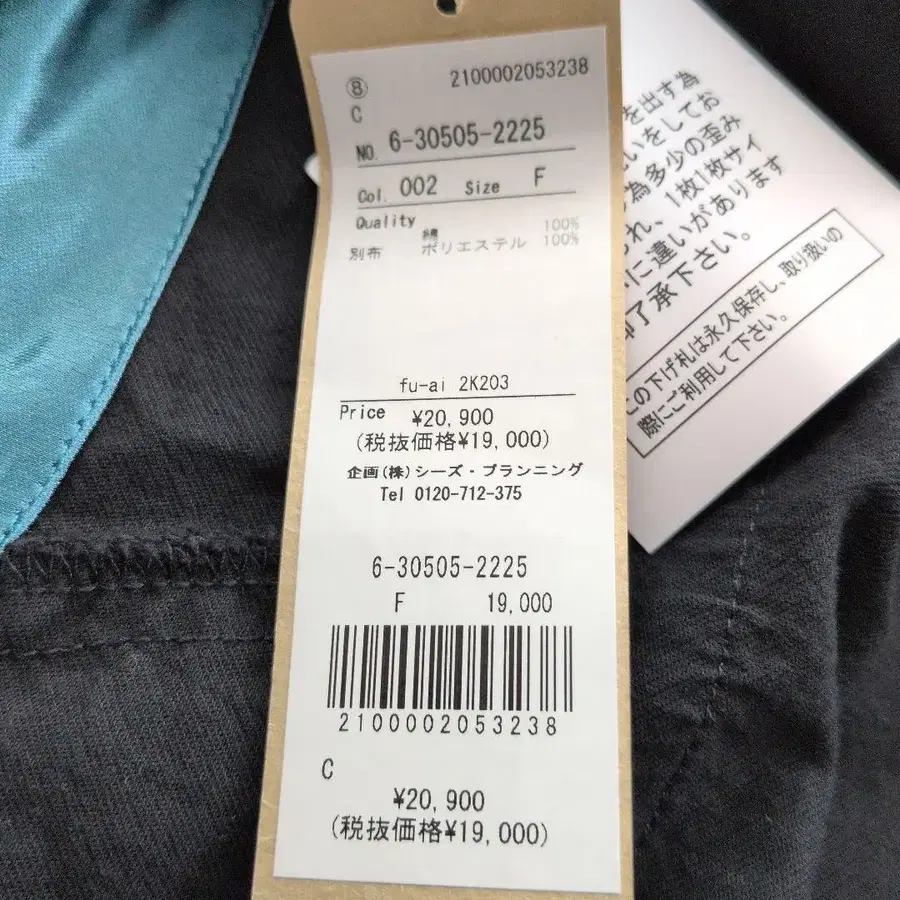 ⑧
2100002053238
C
NO. 6-30505-2225
Col. 002 Size F
Quality
綿 100%
別布 ポリエステル 100%
fu-ai 2K203
Price ¥20,900
(税抜価格¥19,000)
企画(株)シーズ・プランニング
Tel 0120-712-375
6-30505-2225
F 19,000
2100002053238
C
¥20,900
(税抜価格¥19,000)
を出す為
いをしてお
為多少の歪み
れ、1枚1枚サイ
に違いがあります
了承下さい。
この下げ札は永久保存し、取り扱いの
際にご利用して下さい。